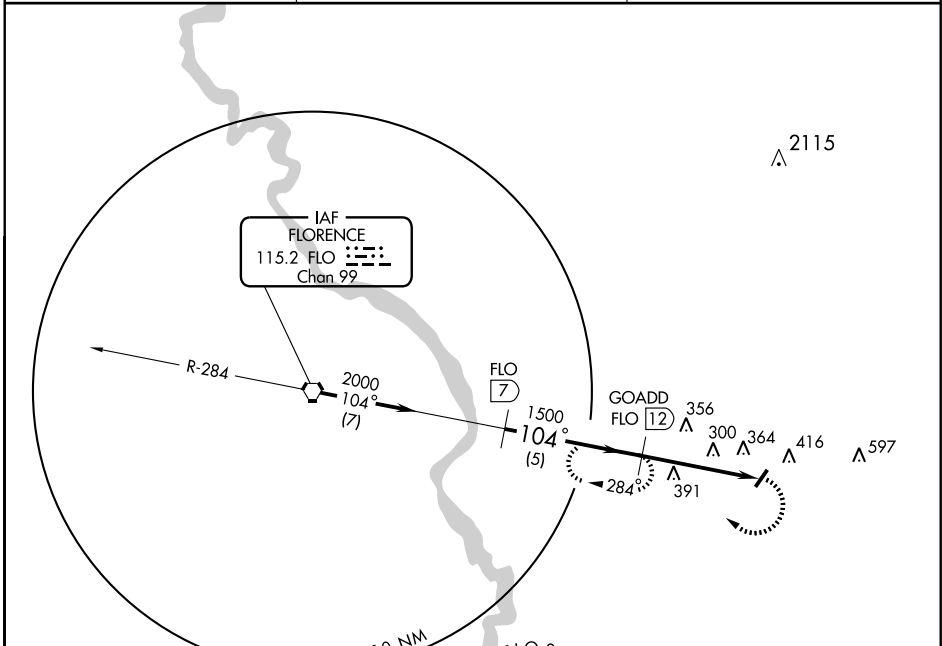 2115
IAF
FLORENCE
115.2 FLO
Chan 99
R-284
2000
104°
(7)
FLO
7
1500
104°
(5)
GOADD
FLO 12
356
300
364
416
597
391
284°
NM